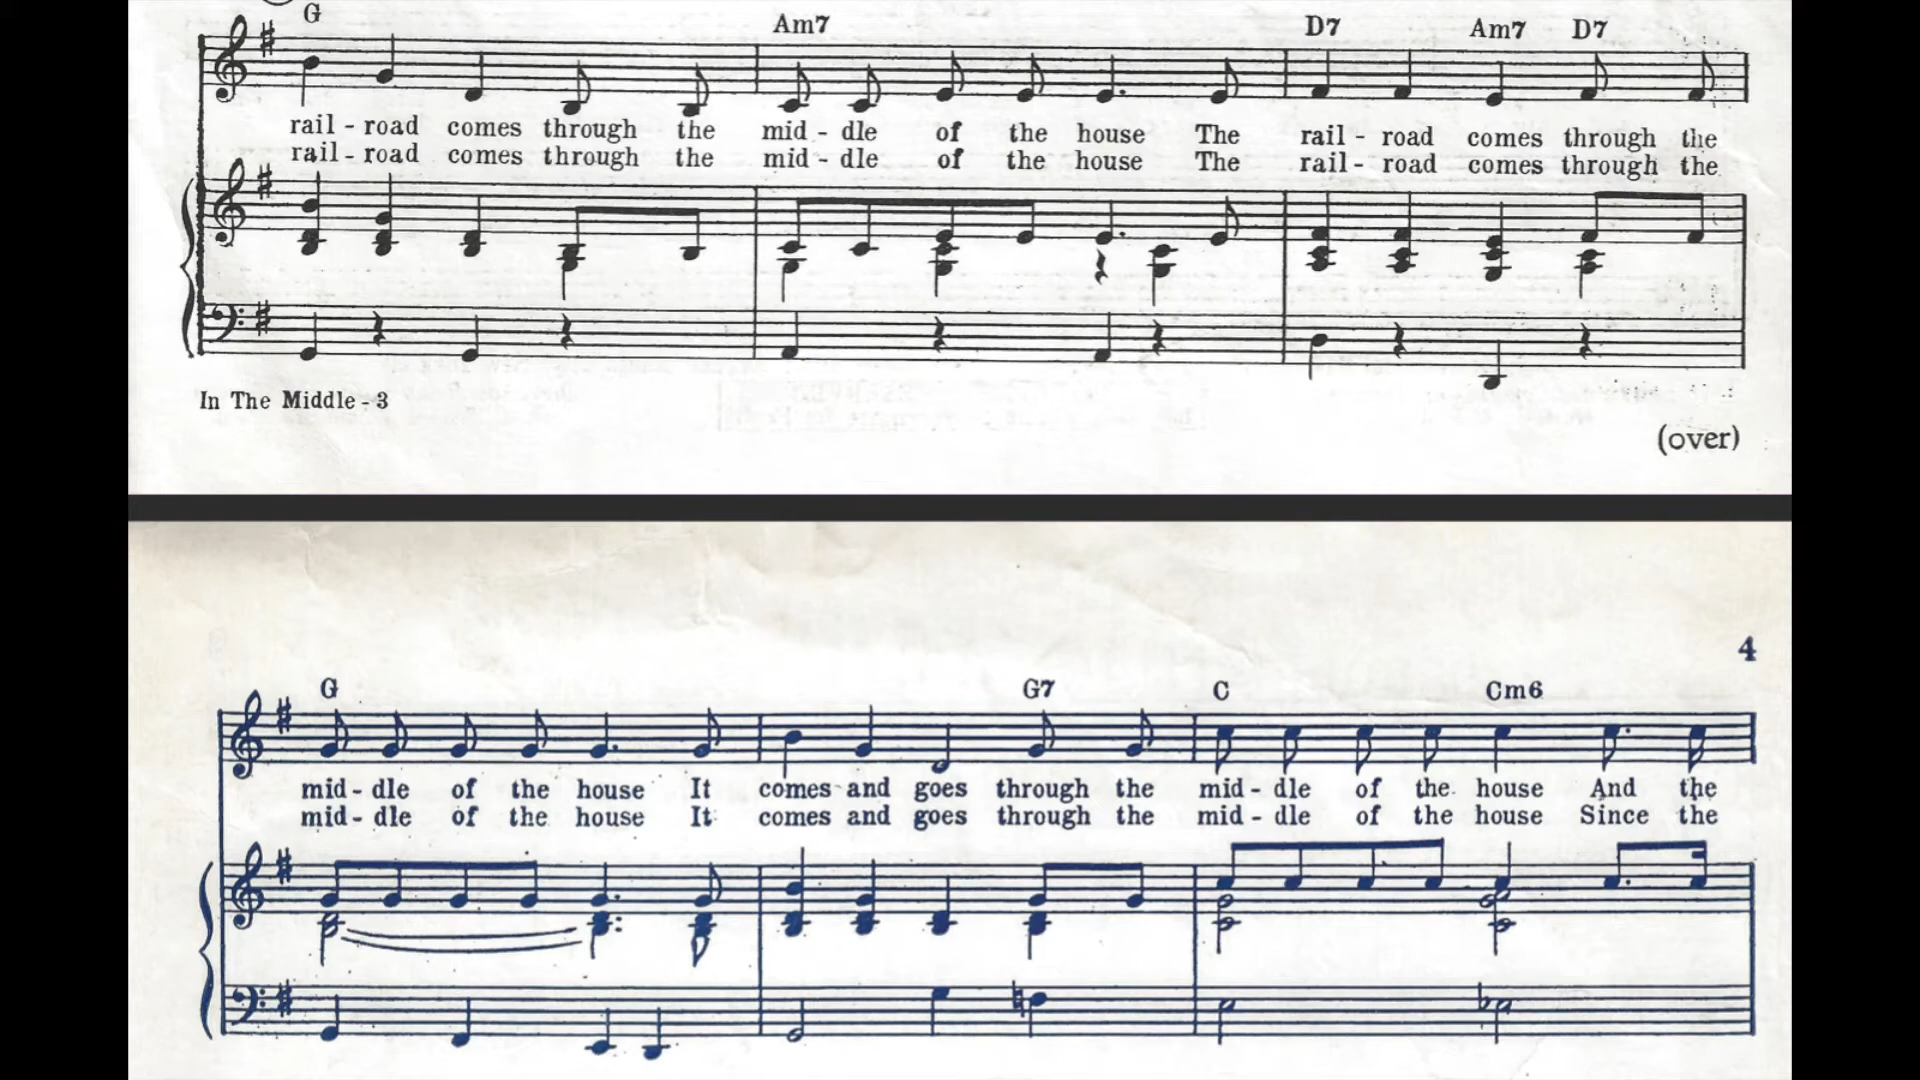 G Am7 D7 Am7 D7
rail - road comes through the mid - dle of the house The rail - road comes through the
rail - road comes through the mid - dle of the house The rail - road comes through the
In The Middle - 3
(over)
4
G G7 C Cm6
mid - dle of the house It comes and goes through the mid - dle of the house And the
mid - dle of the house It comes and goes through the mid - dle of the house Since the